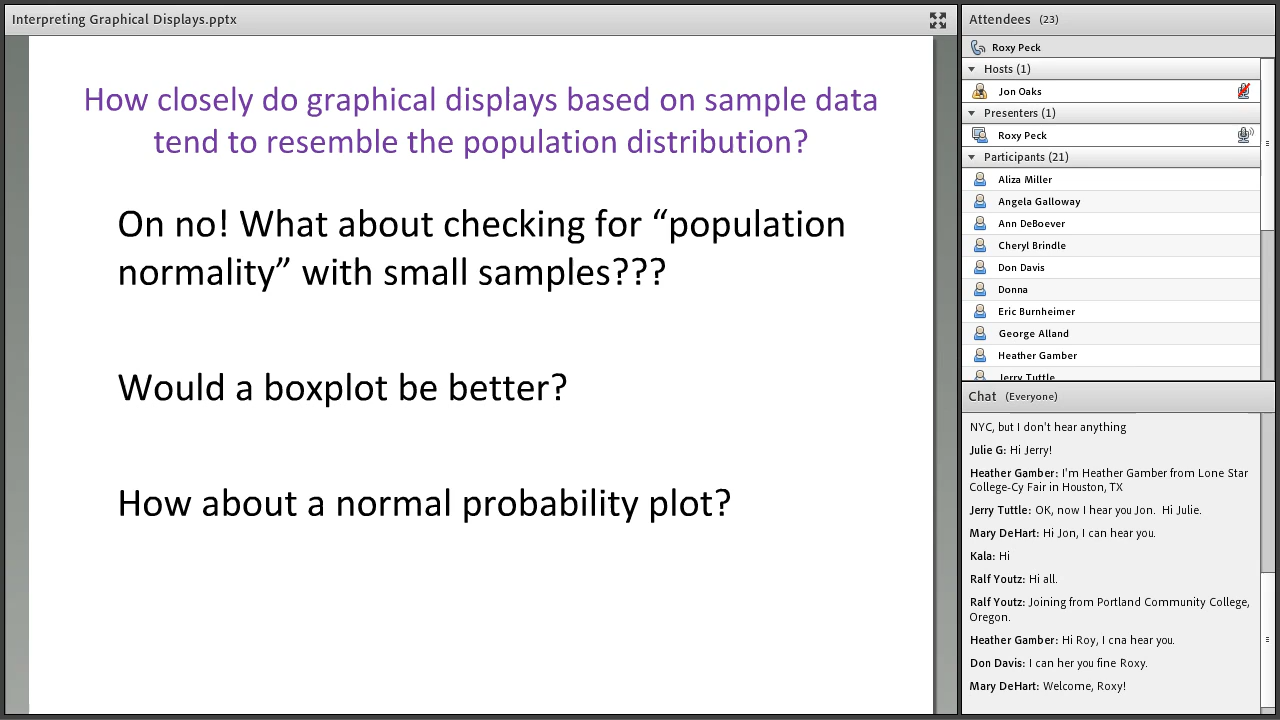 Interpreting Graphical Displays.pptx
How closely do graphical displays based on sample data
tend to resemble the population distribution?
On no! What about checking for “population
normality” with small samples???
Would a boxplot be better?
How about a normal probability plot?
Attendees (23)
Roxy Peck
Hosts (1)
Jon Oaks
Presenters (1)
Roxy Peck
Participants (21)
Aliza Miller
Angela Galloway
Ann DeBoever
Cheryl Brindle
Don Davis
Donna
Eric Burnheimer
George Alland
Heather Gamber
Jerry Tuttle
Chat (Everyone)
NYC, but I don't hear anything
Julie G: Hi Jerry!
Heather Gamber: I'm Heather Gamber from Lone Star
College-Cy Fair in Houston, TX
Jerry Tuttle: OK, now I hear you Jon. Hi Julie.
Mary DeHart: Hi Jon, I can hear you.
Kala: Hi
Ralf Youtz: Hi all.
Ralf Youtz: Joining from Portland Community College,
Oregon.
Heather Gamber: Hi Roy, I cna hear you.
Don Davis: I can her you fine Roxy.
Mary DeHart: Welcome, Roxy!